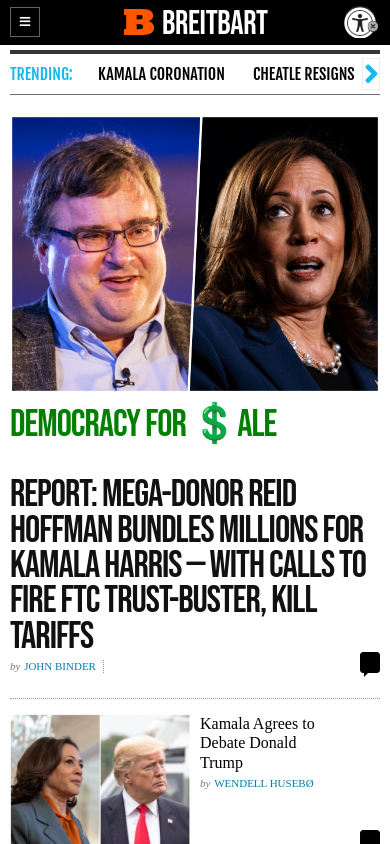 BREITBART
TRENDING: KAMALA CORONATION CHEATLE RESIGNS
DEMOCRACY FOR 💲ALE
REPORT: MEGA-DONOR REID
HOFFMAN BUNDLES MILLIONS FOR
KAMALA HARRIS — WITH CALLS TO
FIRE FTC TRUST-BUSTER, KILL
TARIFFS
by JOHN BINDER
Kamala Agrees to
Debate Donald
Trump
by WENDELL HUSEBØ